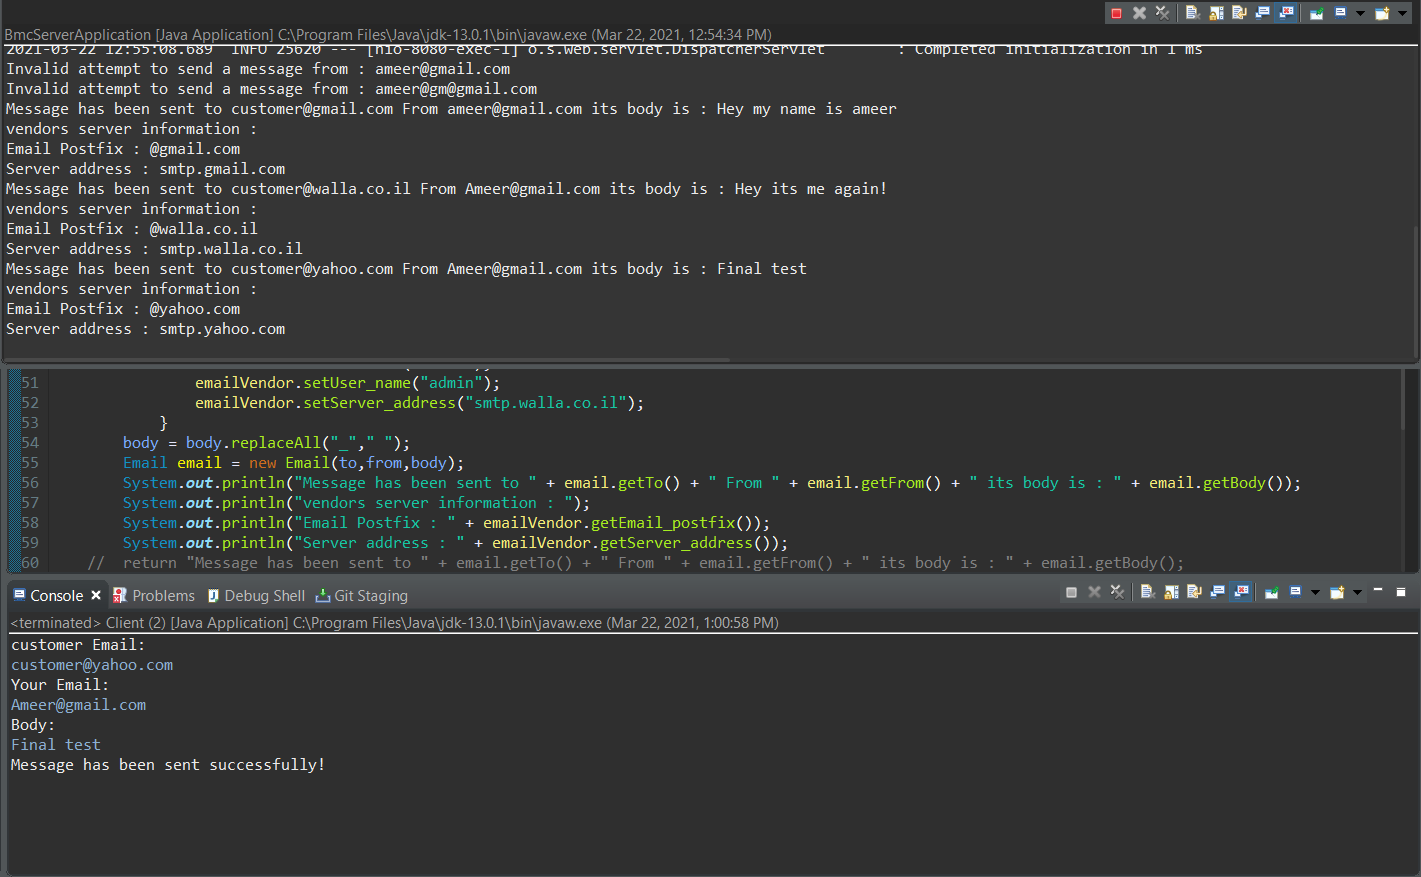 BmcServerApplication [Java Application] C:\Program Files\Java\jdk-13.0.1\bin\javaw.exe (Mar 22, 2021, 12:54:34 PM)
2021-03-22 12:55:08.689  INFO 25620 --- [nio-8080-exec-1] o.s.web.servlet.DispatcherServlet        : Completed initialization in 1 ms
Invalid attempt to send a message from : ameer@gmail.com
Invalid attempt to send a message from : ameer@gm@gmail.com
Message has been sent to customer@gmail.com From ameer@gmail.com its body is : Hey my name is ameer
vendors server information :
Email Postfix : @gmail.com
Server address : smtp.gmail.com
Message has been sent to customer@walla.co.il From Ameer@gmail.com its body is : Hey its me again!
vendors server information :
Email Postfix : @walla.co.il
Server address : smtp.walla.co.il
Message has been sent to customer@yahoo.com From Ameer@gmail.com its body is : Final test
vendors server information :
Email Postfix : @yahoo.com
Server address : smtp.yahoo.com
51 emailVendor.setUser_name("admin");
52 emailVendor.setServer_address("smtp.walla.co.il");
53 }
54 body = body.replaceAll("_"," ");
55 Email email = new Email(to,from,body);
56 System.out.println("Message has been sent to " + email.getTo() + " From " + email.getFrom() + " its body is : " + email.getBody());
57 System.out.println("vendors server information : ");
58 System.out.println("Email Postfix : " + emailVendor.getEmail_postfix());
59 System.out.println("Server address : " + emailVendor.getServer_address());
60 // return "Message has been sent to " + email.getTo() + " From " + email.getFrom() + " its body is : " + email.getBody();
Console Problems Debug Shell Git Staging
<terminated> Client (2) [Java Application] C:\Program Files\Java\jdk-13.0.1\bin\javaw.exe (Mar 22, 2021, 1:00:58 PM)
customer Email:
customer@yahoo.com
Your Email:
Ameer@gmail.com
Body:
Final test
Message has been sent successfully!